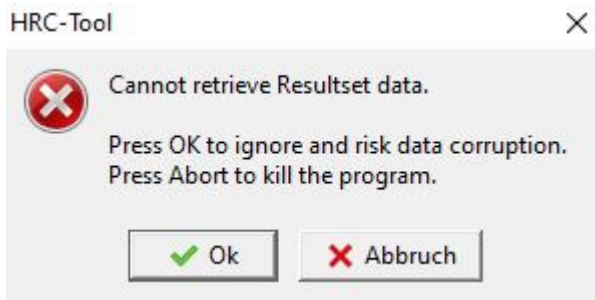 HRC-Tool
Cannot retrieve Resultset data.
Press OK to ignore and risk data corruption.
Press Abort to kill the program.
Ok
Abbruch